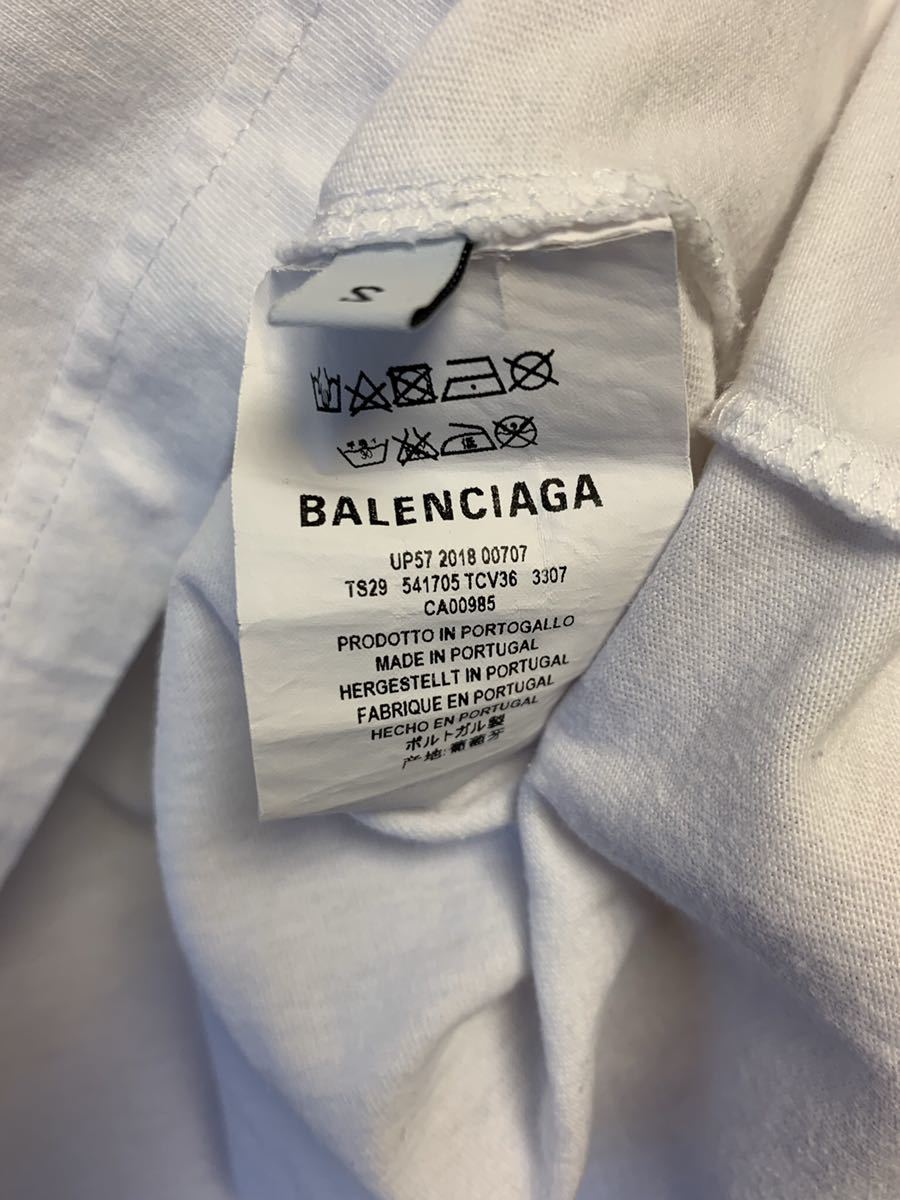 S
BALENCIAGA
UP57 2018 00707
TS29 541705 TCV36 3307
CA00985
PRODOTTO IN PORTOGALLO
MADE IN PORTUGAL
HERGESTELLT IN PORTUGAL
FABRIQUE EN PORTUGAL
HECHO EN PORTUGAL
ポルトガル製
产地:葡萄牙